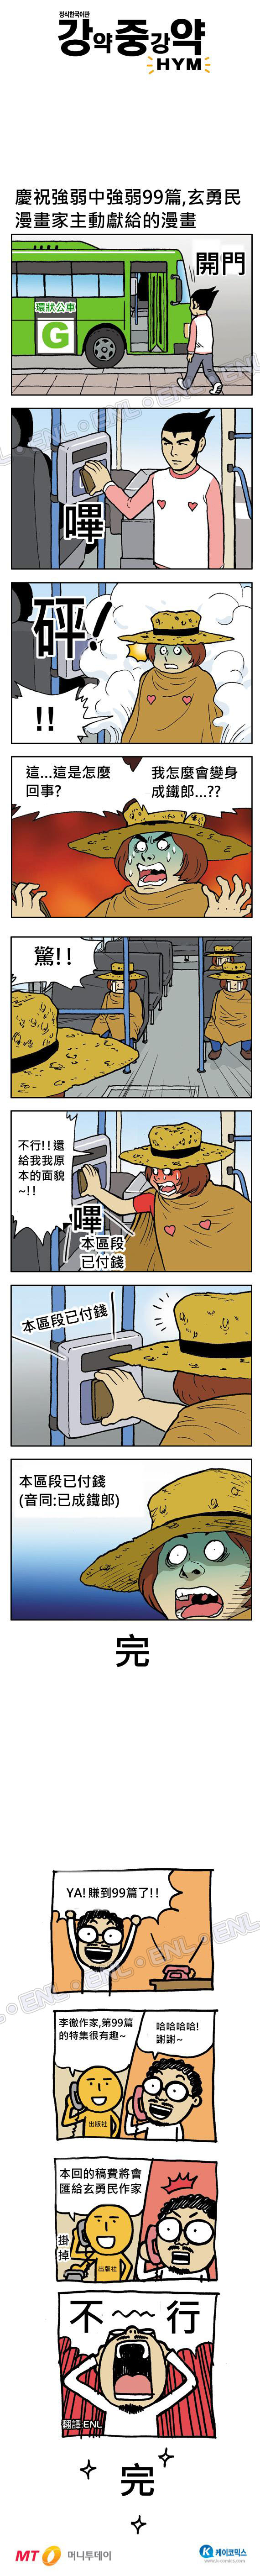 정식한국어판
강약중강약
HYM
慶祝強弱中強弱99篇,玄勇民
漫畫家主動獻給的漫畫
開門
環狀公車
G
嗶
砰!
!!
這...這是怎麼
回事?
我怎麼會變身
成鐵郎...??
驚!!
不行!!還
給我我原
本的面貌
~!!
嗶
本區段
已付錢
本區段已付錢
本區段已付錢
(音同:已成鐵郎)
完
YA!賺到99篇了!!
李徹作家,第99篇
的特集很有趣~
哈哈哈哈!
謝謝~
出版社
本回的稿費將會
匯給玄勇民作家
掛
掉
出版社
不~~行
翻譯:ENL
完
MT 머니투데이
K 케이코믹스
www.k-comics.com
ENL